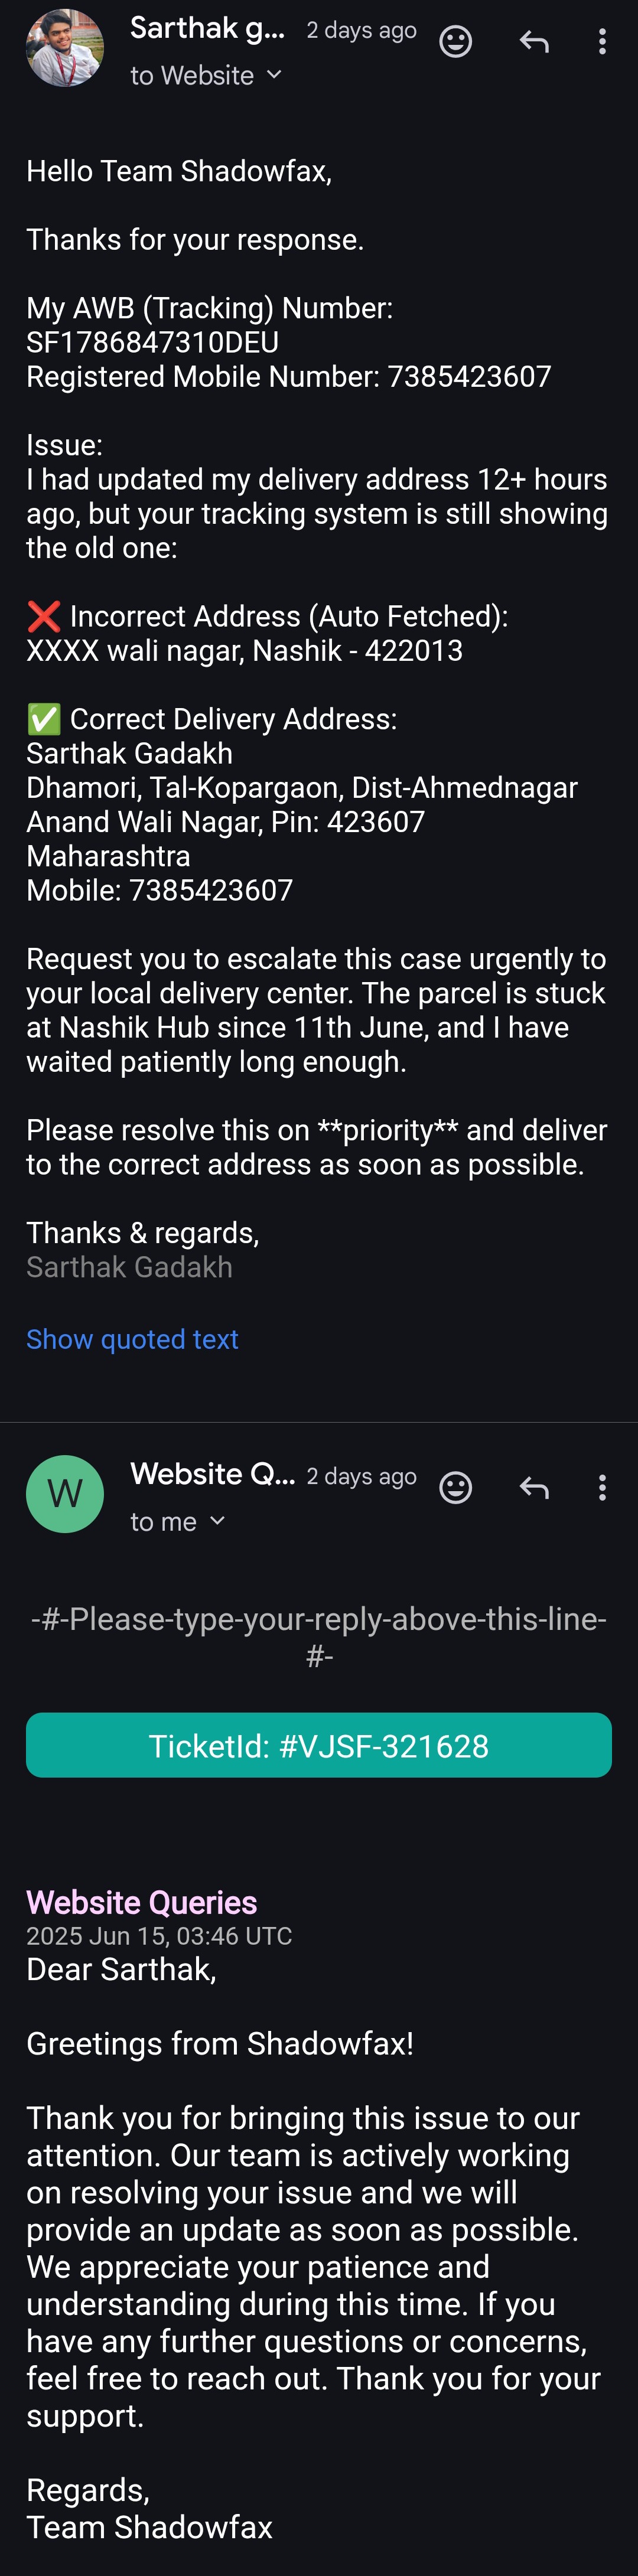 Sarthak g... 2 days ago
to Website
Hello Team Shadowfax,
Thanks for your response.
My AWB (Tracking) Number:
SF1786847310DEU
Registered Mobile Number: 7385423607
Issue:
I had updated my delivery address 12+ hours
ago, but your tracking system is still showing
the old one:
❌ Incorrect Address (Auto Fetched):
XXXX wali nagar, Nashik - 422013
✅ Correct Delivery Address:
Sarthak Gadakh
Dhamori, Tal-Kopargaon, Dist-Ahmednagar
Anand Wali Nagar, Pin: 423607
Maharashtra
Mobile: 7385423607
Request you to escalate this case urgently to
your local delivery center. The parcel is stuck
at Nashik Hub since 11th June, and I have
waited patiently long enough.
Please resolve this on **priority** and deliver
to the correct address as soon as possible.
Thanks & regards,
Sarthak Gadakh
Show quoted text
W
Website Q... 2 days ago
to me
-#-Please-type-your-reply-above-this-line-
#-
TicketId: #VJSF-321628
Website Queries
2025 Jun 15, 03:46 UTC
Dear Sarthak,
Greetings from Shadowfax!
Thank you for bringing this issue to our
attention. Our team is actively working
on resolving your issue and we will
provide an update as soon as possible.
We appreciate your patience and
understanding during this time. If you
have any further questions or concerns,
feel free to reach out. Thank you for your
support.
Regards,
Team Shadowfax